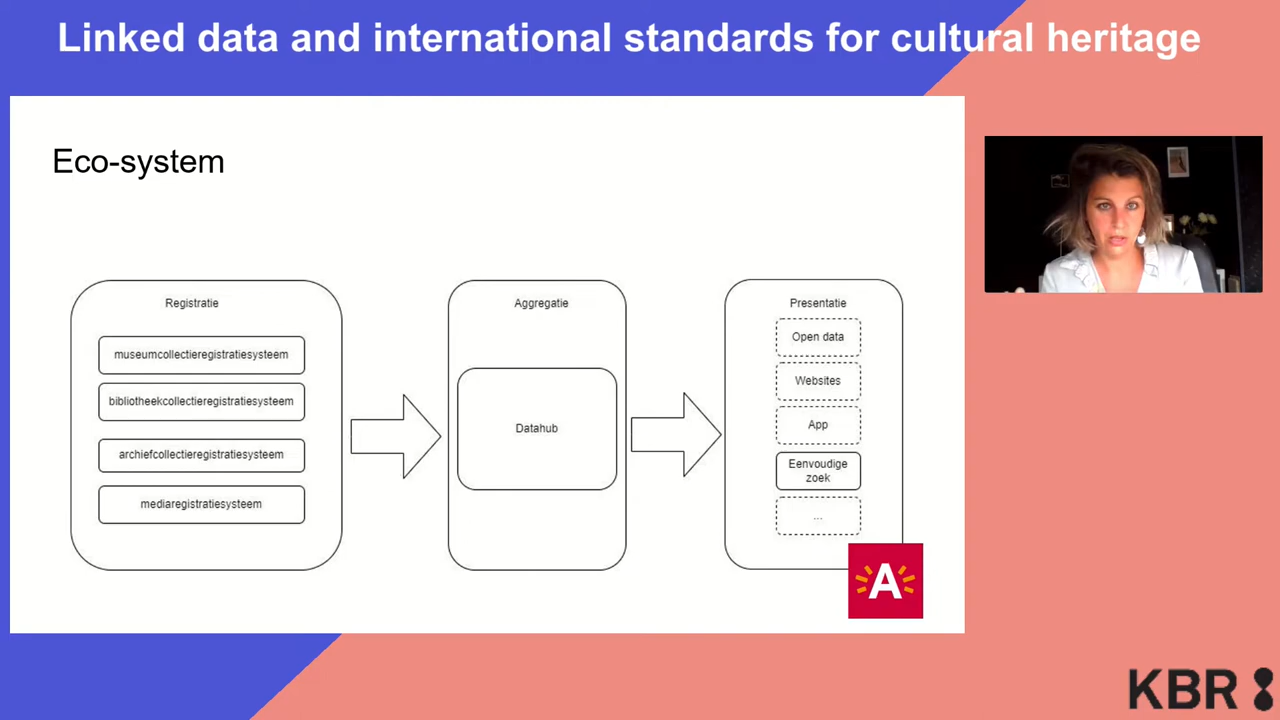 Linked data and international standards for cultural heritage
Eco-system
Registratie
museumcollectieregistratiesysteem
bibliotheekcollectieregistratiesysteem
archiefcollectieregistratiesysteem
mediaregistratiesysteem
Aggregatie
Datahub
Presentatie
Open data
Websites
App
Eenvoudige
zoek
...
A
KBR